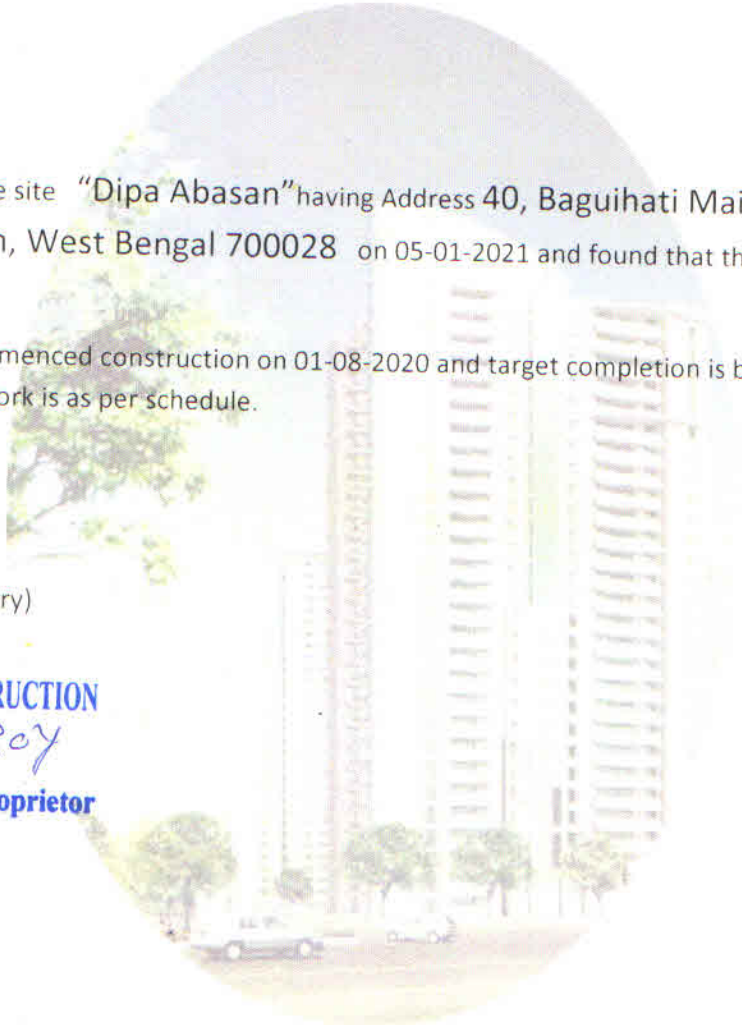 e site "Dipa Abasan"having Address 40, Baguihati Mai
, West Bengal 700028 on 05-01-2021 and found that th
menced construction on 01-08-2020 and target completion is b
ork is as per schedule.
ry)
RUCTION
oy
oprietor